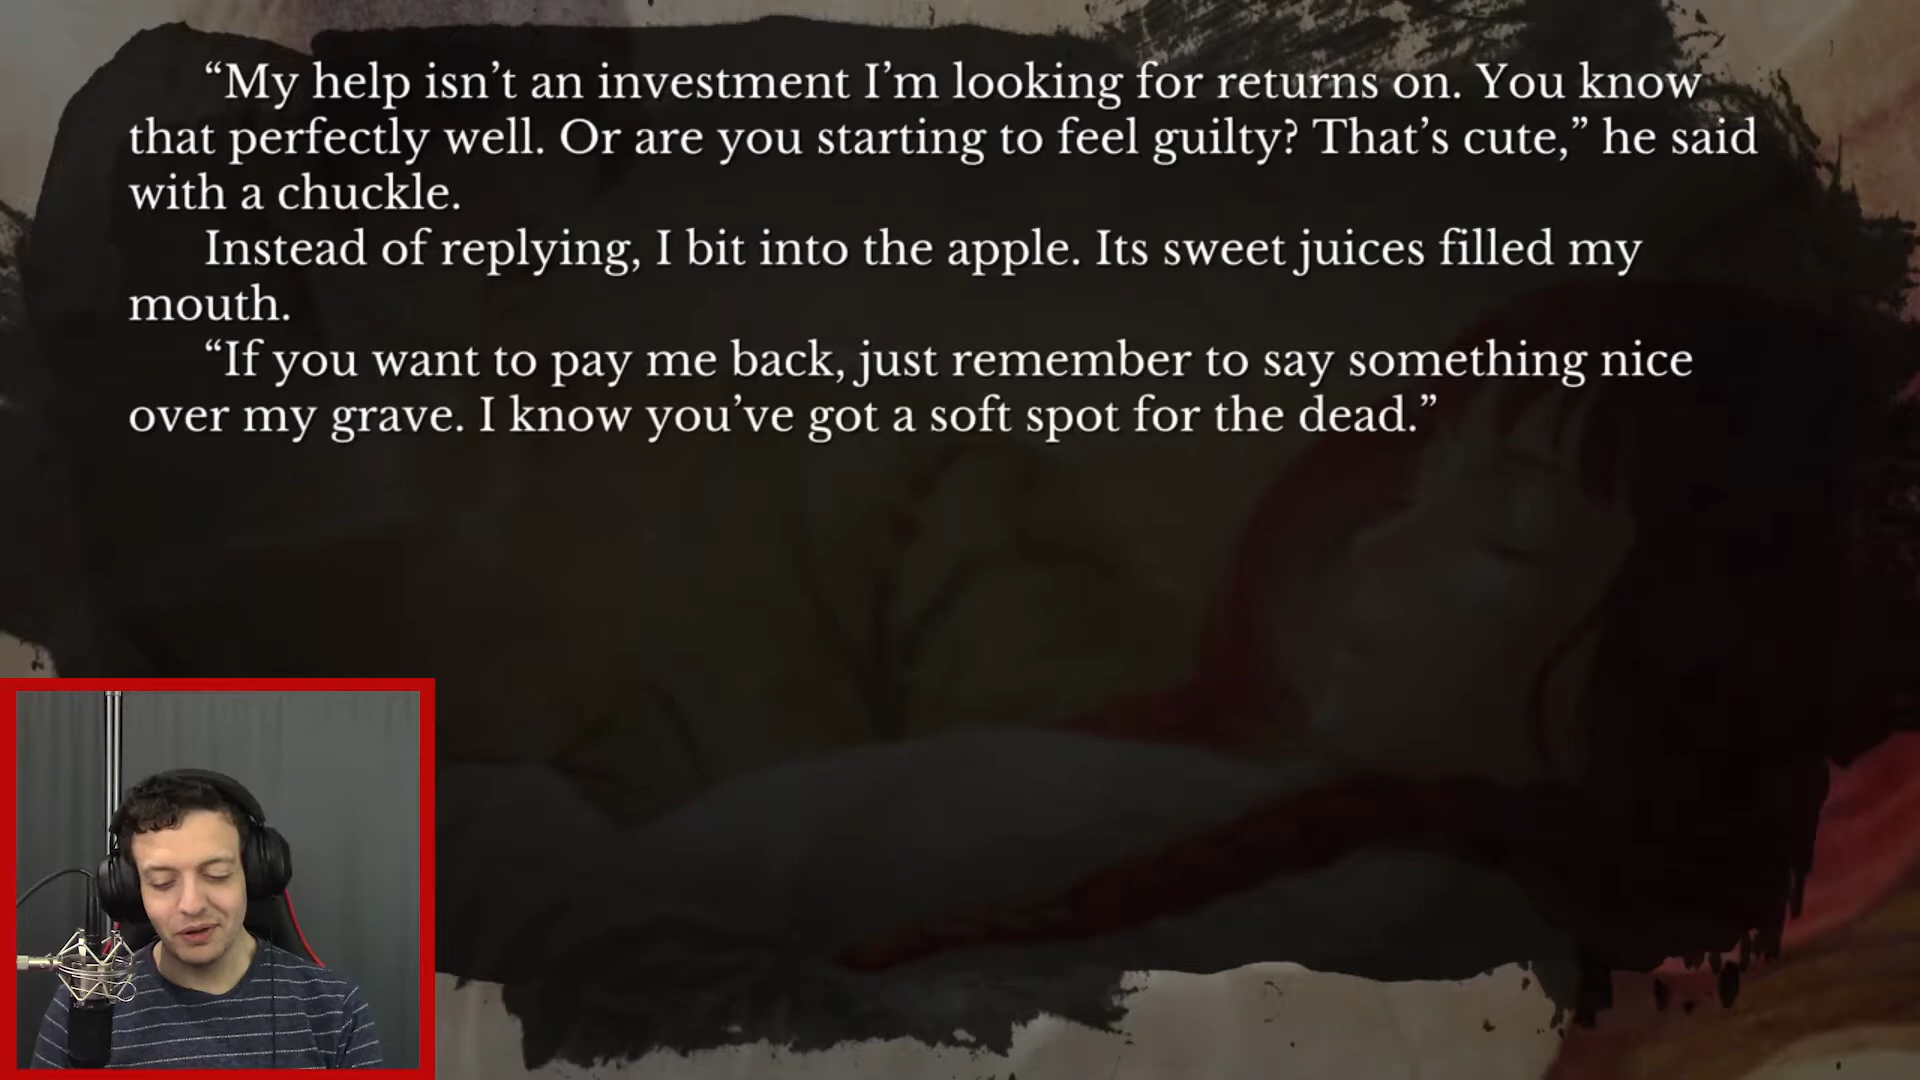 “My help isn’t an investment I’m looking for returns on. You know
that perfectly well. Or are you starting to feel guilty? That’s cute,” he said
with a chuckle.
Instead of replying, I bit into the apple. Its sweet juices filled my
mouth.
“If you want to pay me back, just remember to say something nice
over my grave. I know you’ve got a soft spot for the dead.”